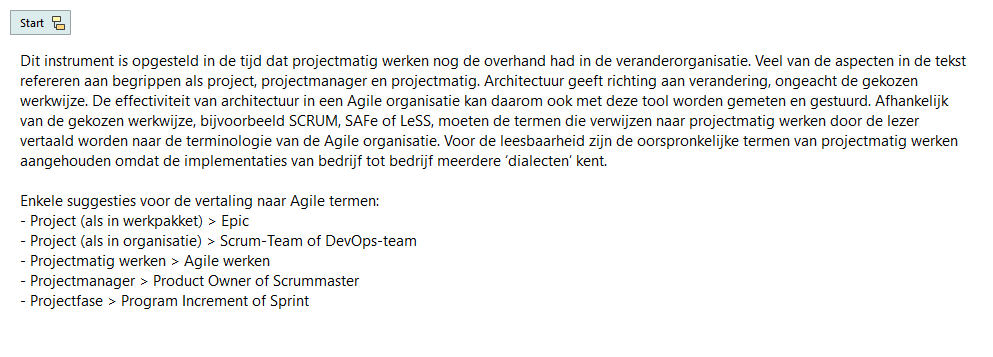 Start
Dit instrument is opgesteld in de tijd dat projectmatig werken nog de overhand had in de veranderorganisatie. Veel van de aspecten in de tekst
refereren aan begrippen als project, projectmanager en projectmatig. Architectuur geeft richting aan verandering, ongeacht de gekozen
werkwijze. De effectiviteit van architectuur in een Agile organisatie kan daarom ook met deze tool worden gemeten en gestuurd. Afhankelijk
van de gekozen werkwijze, bijvoorbeeld SCRUM, SAFe of LeSS, moeten de termen die verwijzen naar projectmatig werken door de lezer
vertaald worden naar de terminologie van de Agile organisatie. Voor de leesbaarheid zijn de oorspronkelijke termen van projectmatig werken
aangehouden omdat de implementaties van bedrijf tot bedrijf meerdere ‘dialecten’ kent.
Enkele suggesties voor de vertaling naar Agile termen:
- Project (als in werkpakket) > Epic
- Project (als in organisatie) > Scrum-Team of DevOps-team
- Projectmatig werken > Agile werken
- Projectmanager > Product Owner of Scrummaster
- Projectfase > Program Increment of Sprint